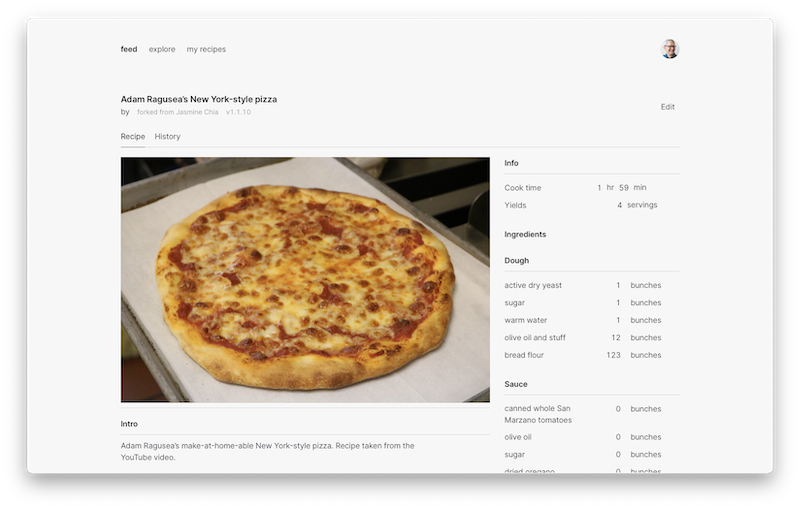 feed explore my recipes
Adam Ragusea's New York-style pizza
by forked from Jasmine Chia v1.1.10
Edit
Recipe History
Info
Cook time 1 hr 59 min
Yields 4 servings
Ingredients
Dough
active dry yeast 1 bunches
sugar 1 bunches
warm water 1 bunches
olive oil and stuff 12 bunches
bread flour 123 bunches
Sauce
canned whole San 0 bunches
Marzano tomatoes
olive oil 0 bunches
sugar 0 bunches
dried oregano 0 bunches
Intro
Adam Ragusea's make-at-home-able New York-style pizza. Recipe taken from the
YouTube video.